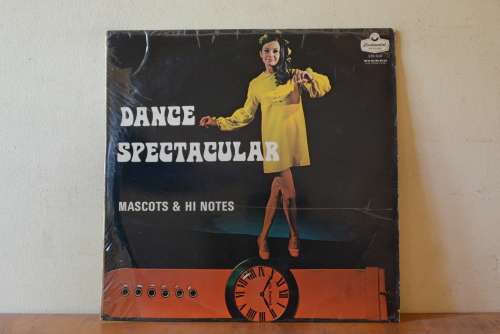 DANCE
SPECTACULAR
MASCOTS & HI NOTES